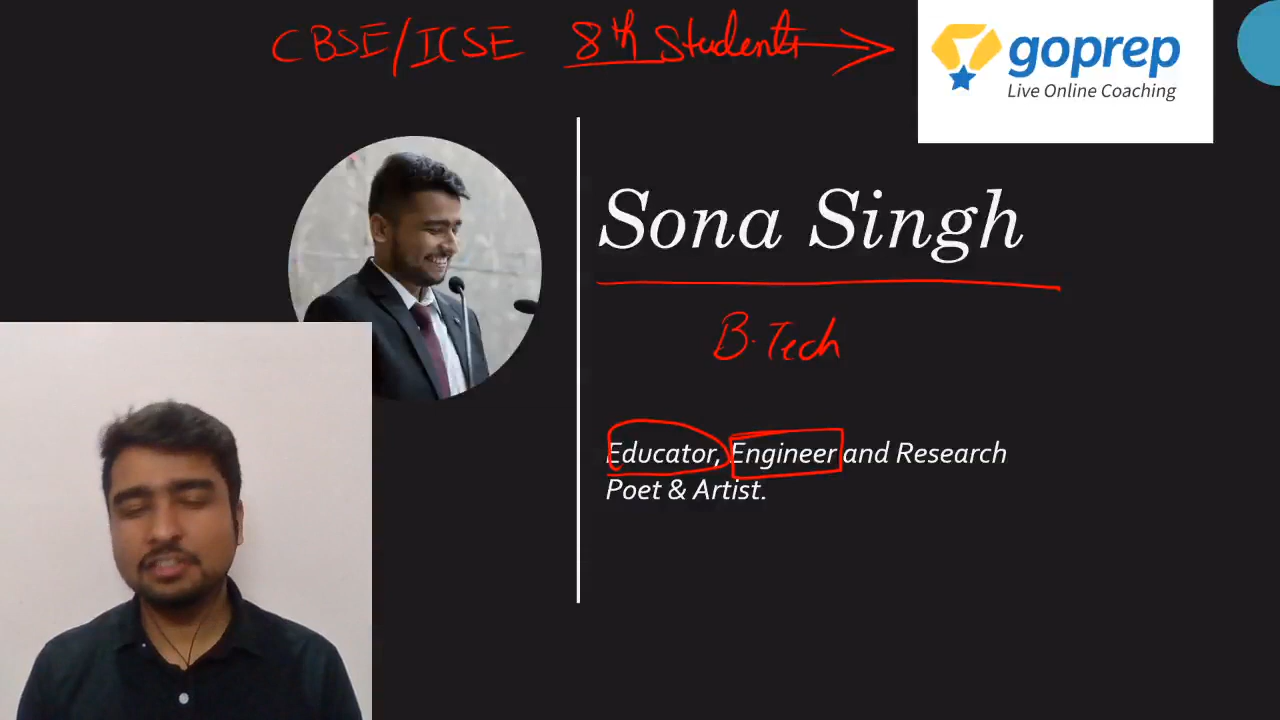 CBSE/ICSE 8th Students
goprep
Live Online Coaching
Sona Singh
B.Tech
Educator, Engineer and Research
Poet & Artist.